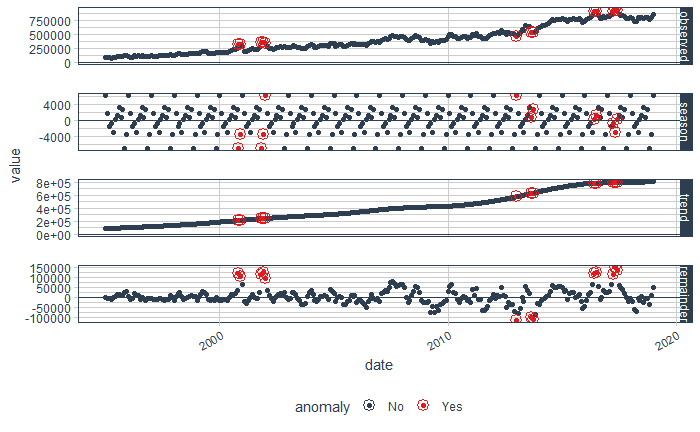 750000
500000
250000
0
observed
4000
0
-4000
season
8e+05
6e+05
4e+05
2e+05
0e+00
trend
150000
100000
50000
0
-50000
-100000
remainder
value
2000
2010
2020
date
anomaly No Yes